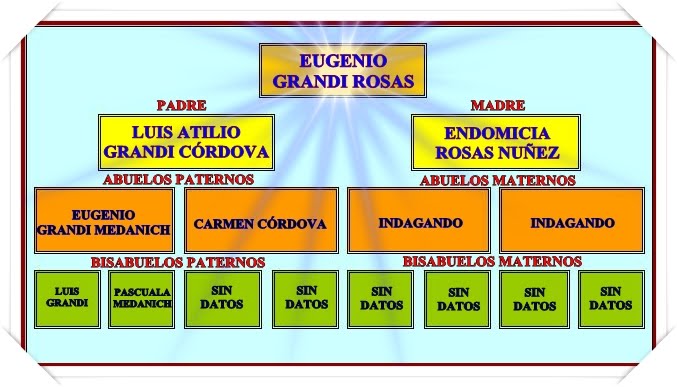 EUGENIO
GRANDI ROSAS
PADRE
MADRE
LUIS ATILIO
GRANDI CÓRDOVA
ENDOMICIA
ROSAS NUÑEZ
ABUELOS PATERNOS
ABUELOS MATERNOS
EUGENIO
GRANDI MEDANICH
CARMEN CÓRDOVA
INDAGANDO
INDAGANDO
BISABUELOS PATERNOS
BISABUELOS MATERNOS
LUIS
GRANDI
PASCUALA
MEDANICH
SIN
DATOS
SIN
DATOS
SIN
DATOS
SIN
DATOS
SIN
DATOS
SIN
DATOS